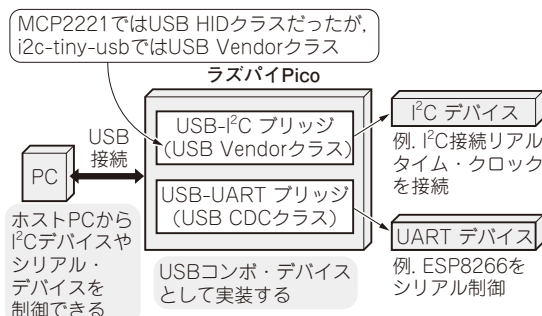 MCP2221ではUSB HIDクラスだったが,
i2c-tiny-usbではUSB Vendorクラス
ラズパイPico
USB-I²C ブリッジ
(USB Vendorクラス)
USB-UART ブリッジ
(USB CDCクラス)
USB
接続
PC
ホストPCから
I²Cデバイスや
シリアル・
デバイスを
制御できる
USBコンポ・デバイス
として実装する
I²C デバイス
例. I²C接続リアル
タイム・クロック
を接続
UART デバイス
例. ESP8266を
シリアル制御